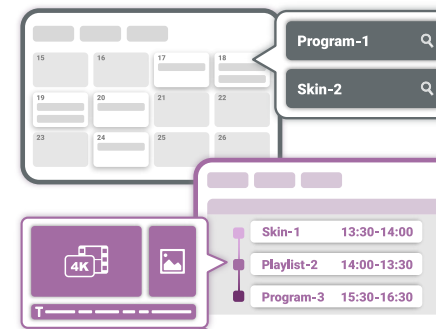 Program-1
Skin-2
15 16 17 18
19 20 21 22
23 24 25 26
Skin-1 13:30-14:00
Playlist-2 14:00-13:30
Program-3 15:30-16:30
4K
T